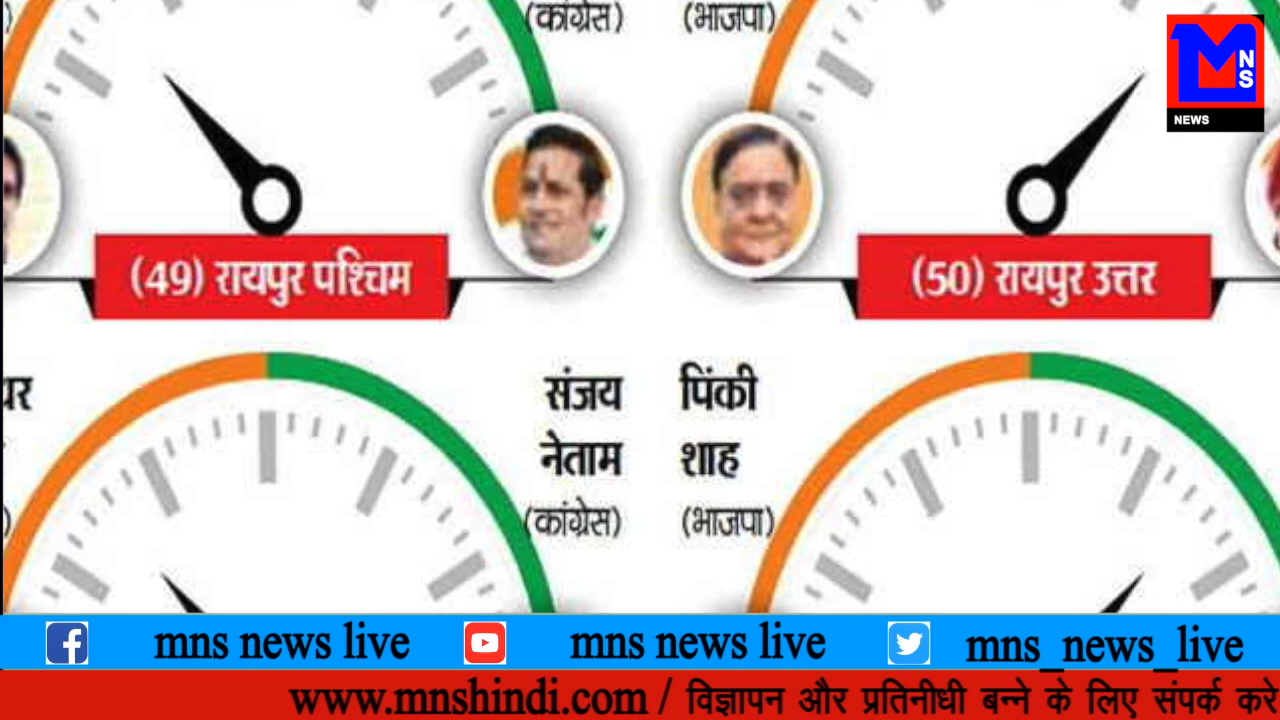 (कांग्रेस) (भाजपा)
MNS
NEWS
(49) रायपुर पश्चिम
(50) रायपुर उत्तर
संजय
नेताम
(कांग्रेस)
पिंकी
शाह
(भाजपा)
mns news live mns news live mns_news_live
www.mnshindi.com / विज्ञापन और प्रतिनीधी बन्ने के लिए संपर्क करे